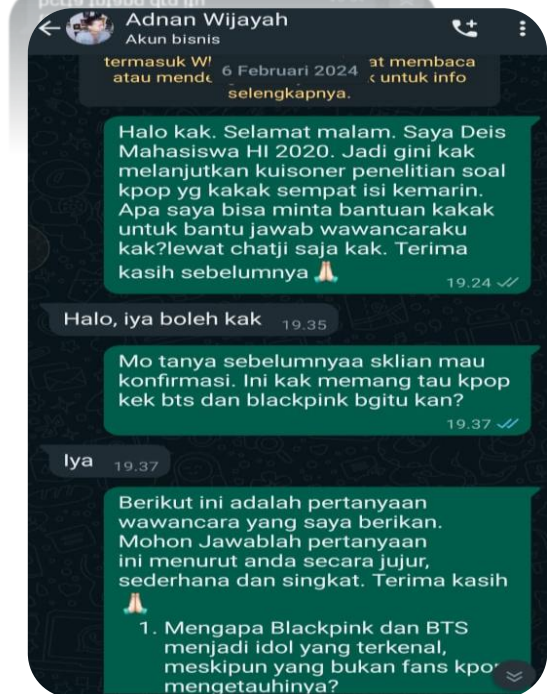 Adnan Wijayah
Akun bisnis
6 Februari 2024
termasuk at membaca
atau untuk info
selengkapnya.
Halo kak. Selamat malam. Saya Deis
Mahasiswa HI 2020. Jadi gini kak
melanjutkan kuisoner penelitian soal
kpop yg kakak sempat isi kemarin.
Apa saya bisa minta bantuan kakak
untuk bantu jawab wawancaraku
kak?lewat chatji saja kak. Terima
kasih sebelumnya 🙏🏻
19.24
Halo, iya boleh kak 19.35
Mo tanya sebelumnyaa sklian mau
konfirmasi. Ini kak memang tau kpop
kek bts dan blackpink bgitu kan?
19.37
Iya 19.37
Berikut ini adalah pertanyaan
wawancara yang saya berikan.
Mohon Jawablah pertanyaan
ini menurut anda secara jujur,
sederhana dan singkat. Terima kasih
🙏🏻
1. Mengapa Blackpink dan BTS
menjadi idol yang terkenal,
meskipun yang bukan fans kpo
mengetahuinya?